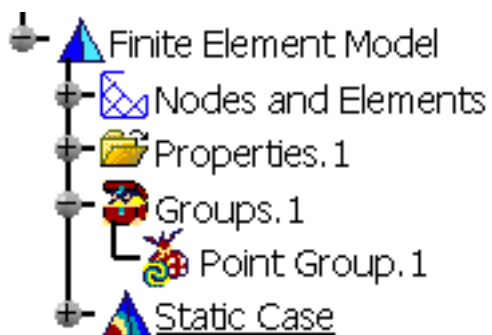 Finite Element Model
Nodes and Elements
Properties.1
Groups.1
Point Group.1
Static Case